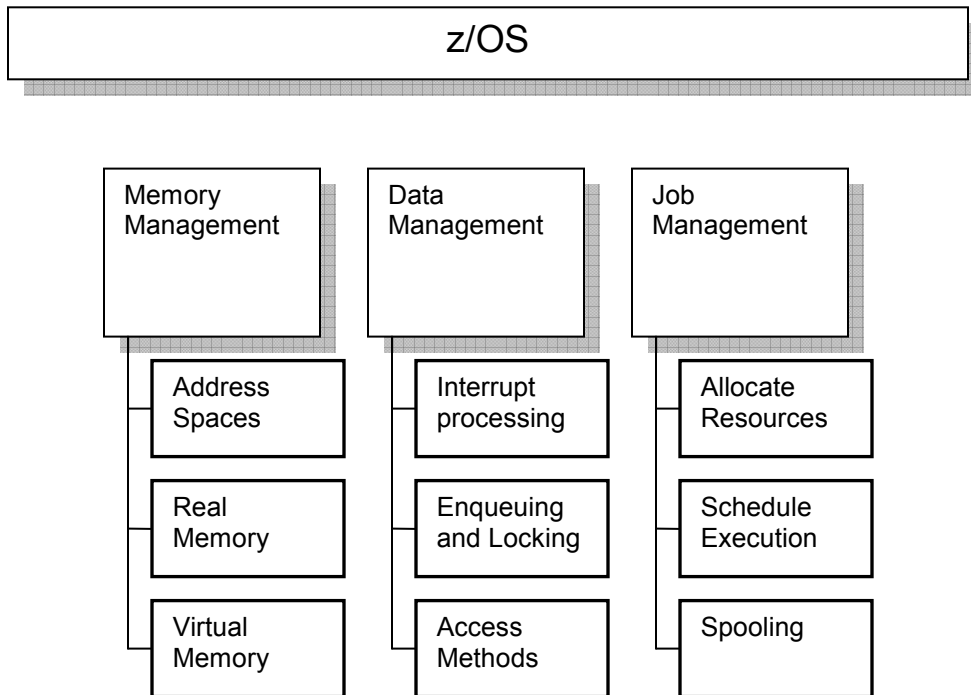 z/OS
Memory
Management
Address
Spaces
Real
Memory
Virtual
Memory
Data
Management
Interrupt
processing
Enqueuing
and Locking
Access
Methods
Job
Management
Allocate
Resources
Schedule
Execution
Spooling